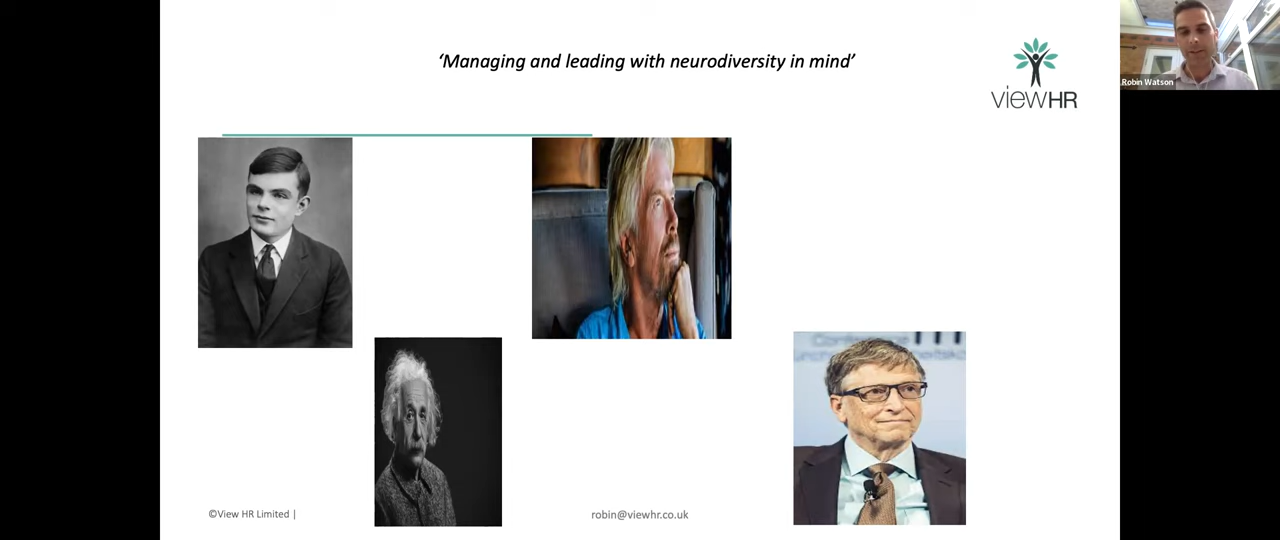 ‘Managing and leading with neurodiversity in mind’
viewHR
Robin Watson
©View HR Limited |
robin@viewhr.co.uk